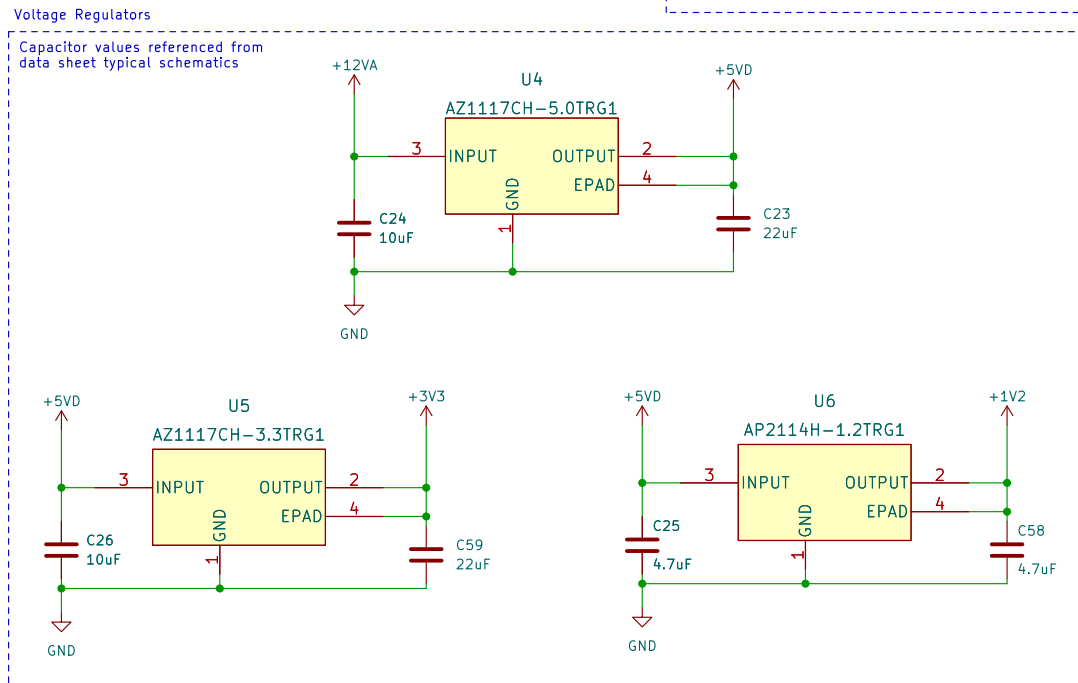 Voltage Regulators
Capacitor values referenced from
data sheet typical schematics
+12VA
U4
+5VD
AZ1117CH-5.0TRG1
3
INPUT
OUTPUT
2
EPAD
4
GND
1
C24
10uF
C23
22uF
GND
+5VD
U5
+3V3
AZ1117CH-3.3TRG1
3
INPUT
OUTPUT
2
EPAD
4
GND
1
C26
10uF
C59
22uF
GND
+5VD
U6
+1V2
AP2114H-1.2TRG1
3
INPUT
OUTPUT
2
EPAD
4
GND
1
C25
4.7uF
C58
4.7uF
GND